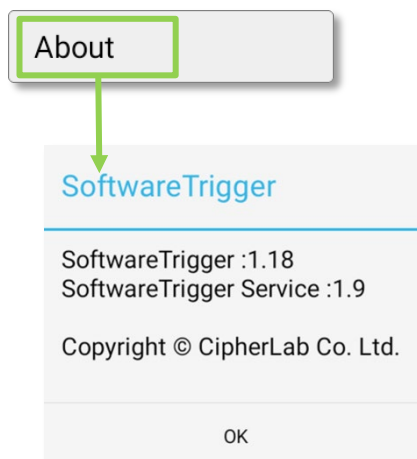 About
SoftwareTrigger
SoftwareTrigger :1.18
SoftwareTrigger Service :1.9
Copyright © CipherLab Co. Ltd.
OK